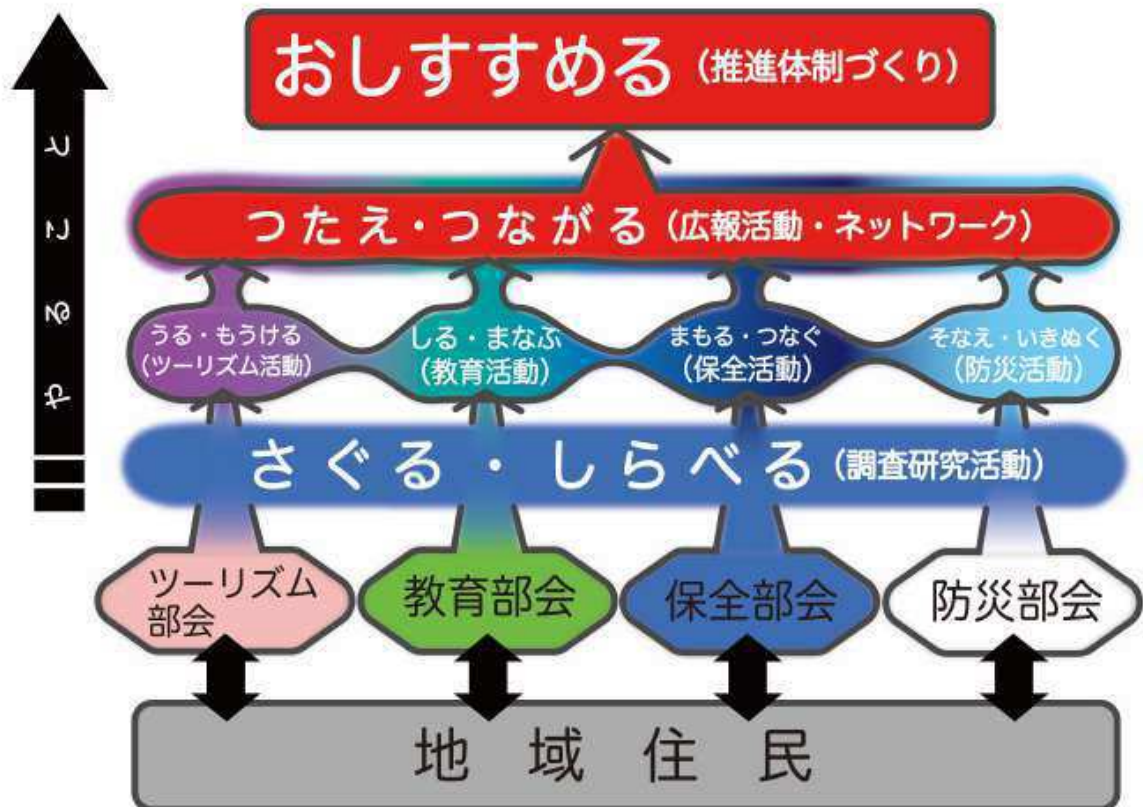 おしすすめる（推進体制づくり）
つたえ・つながる（広報活動・ネットワーク）
うる・もうける
（ツーリズム活動）
しる・まなぶ
（教育活動）
まもる・つなぐ
（保全活動）
そなえ・いきぬく
（防災活動）
さぐる・しらべる（調査研究活動）
ツーリズム
部会
教育部会
保全部会
防災部会
地域住民
やること